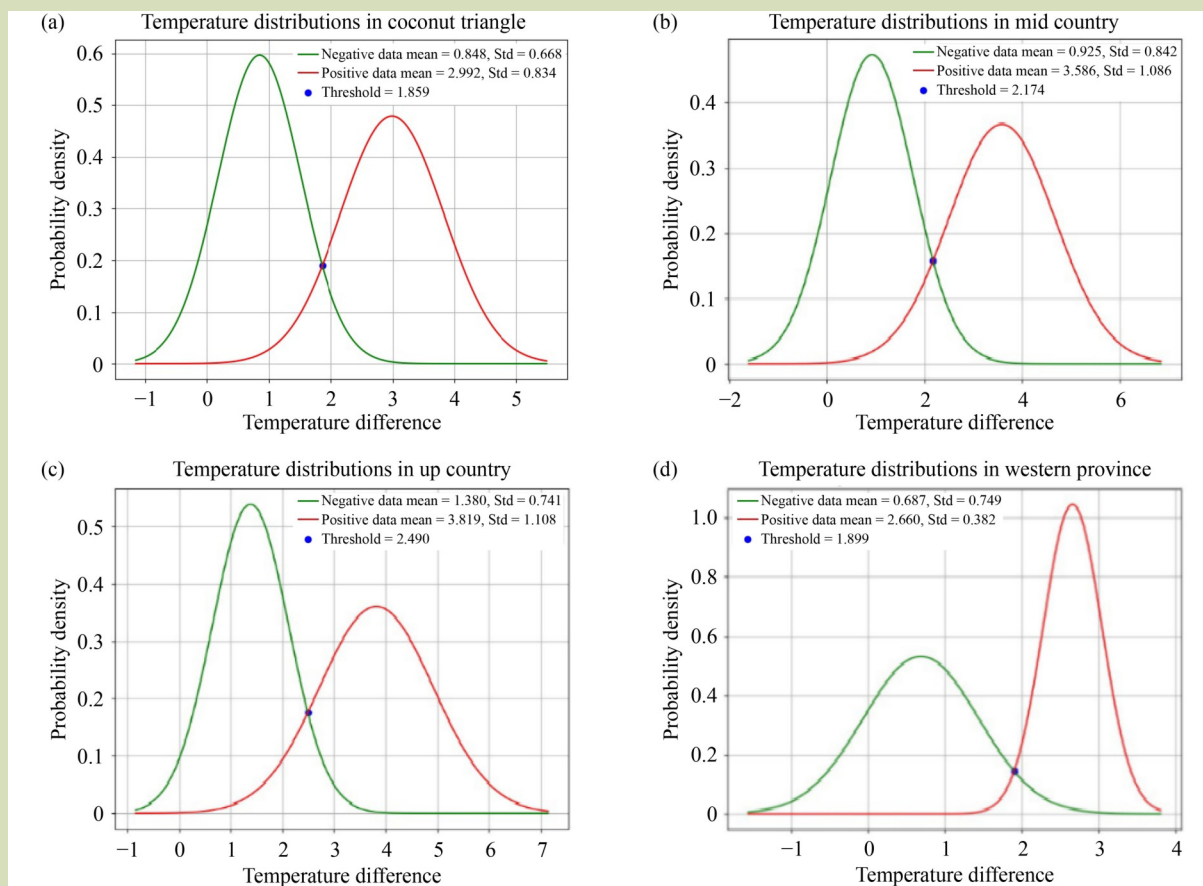 (a)
Temperature distributions in coconut triangle
Negative data mean = 0.848, Std = 0.668
Positive data mean = 2.992, Std = 0.834
Threshold = 1.859
Probability density
0.6
0.5
0.4
0.3
0.2
0.1
0
−1 0 1 2 3 4 5
Temperature difference
(b)
Temperature distributions in mid country
Negative data mean = 0.925, Std = 0.842
Positive data mean = 3.586, Std = 1.086
Threshold = 2.174
Probability density
0.4
0.3
0.2
0.1
0
−2 0 2 4 6
Temperature difference
(c)
Temperature distributions in up country
Negative data mean = 1.380, Std = 0.741
Positive data mean = 3.819, Std = 1.108
Threshold = 2.490
Probability density
0.5
0.4
0.3
0.2
0.1
0
−1 0 1 2 3 4 5 6 7
Temperature difference
(d)
Temperature distributions in western province
Negative data mean = 0.687, Std = 0.749
Positive data mean = 2.660, Std = 0.382
Threshold = 1.899
Probability density
1.0
0.8
0.6
0.4
0.2
0
−1 0 1 2 3 4
Temperature difference